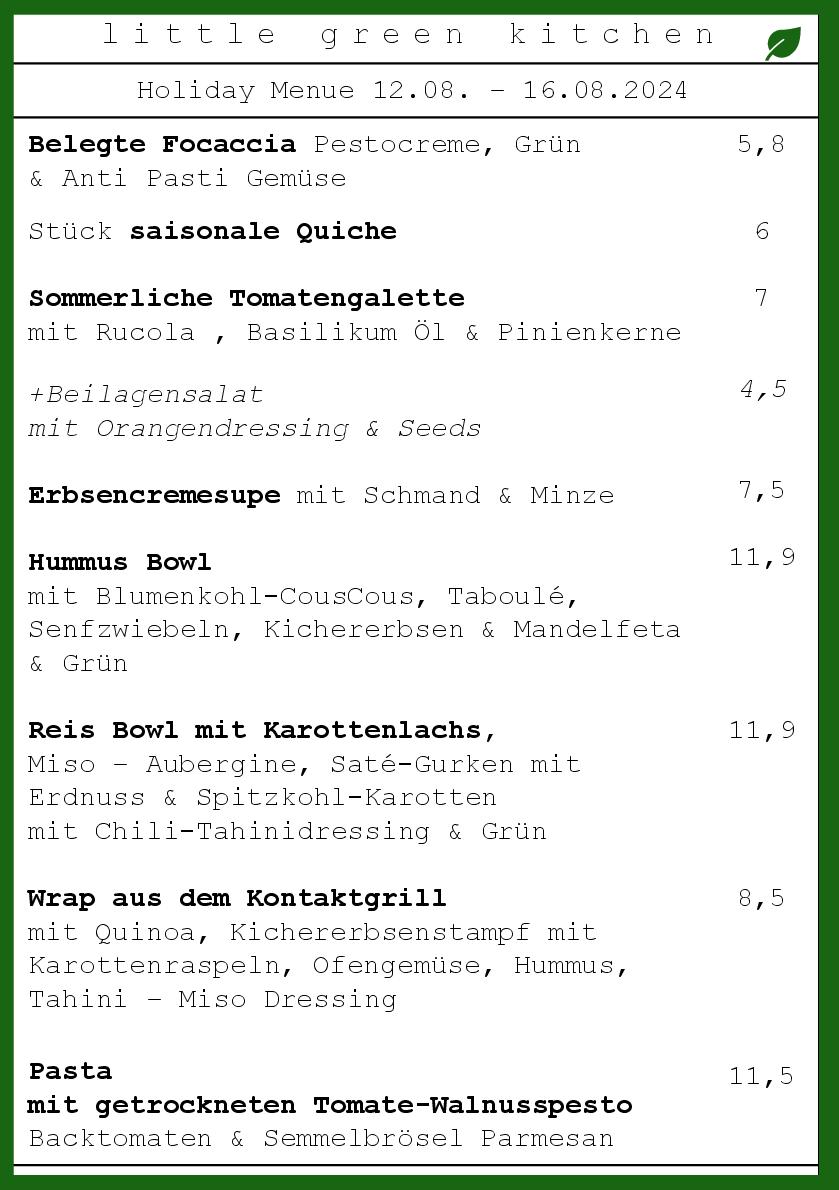 little green kitchen
Holiday Menue 12.08. – 16.08.2024
Belegte Focaccia Pestocreme, Grün 5,8
& Anti Pasti Gemüse
Stück saisonale Quiche 6
Sommerliche Tomatengalette 7
mit Rucola , Basilikum Öl & Pinienkerne
+Beilagensalat 4,5
mit Orangendressing & Seeds
Erbsencremesupe mit Schmand & Minze 7,5
Hummus Bowl 11,9
mit Blumenkohl-CousCous, Taboulé,
Senfzwiebeln, Kichererbsen & Mandelfeta
& Grün
Reis Bowl mit Karottenlachs, 11,9
Miso – Aubergine, Saté-Gurken mit
Erdnuss & Spitzkohl-Karotten
mit Chili-Tahinidressing & Grün
Wrap aus dem Kontaktgrill 8,5
mit Quinoa, Kichererbsenstampf mit
Karottenraspeln, Ofengemüse, Hummus,
Tahini – Miso Dressing
Pasta 11,5
mit getrockneten Tomate-Walnusspesto
Backtomaten & Semmelbrösel Parmesan